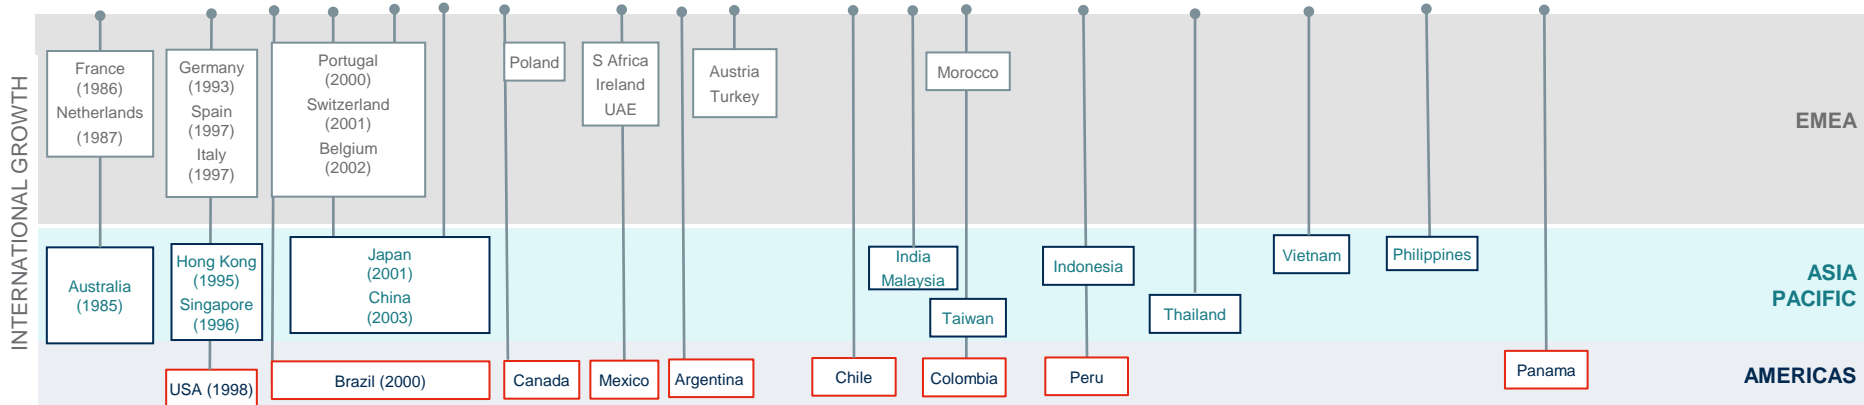 INTERNATIONAL GROWTH
France
(1986)
Netherlands
(1987)
Germany
(1993)
Spain
(1997)
Italy
(1997)
Portugal
(2000)
Switzerland
(2001)
Belgium
(2002)
Poland
S Africa
Ireland
UAE
Austria
Turkey
Morocco
EMEA
Australia
(1985)
Hong Kong
(1995)
Singapore
(1996)
Japan
(2001)
China
(2003)
India
Malaysia
Taiwan
Indonesia
Thailand
Vietnam
Philippines
ASIA
PACIFIC
USA (1998)
Brazil (2000)
Canada
Mexico
Argentina
Chile
Colombia
Peru
Panama
AMERICAS